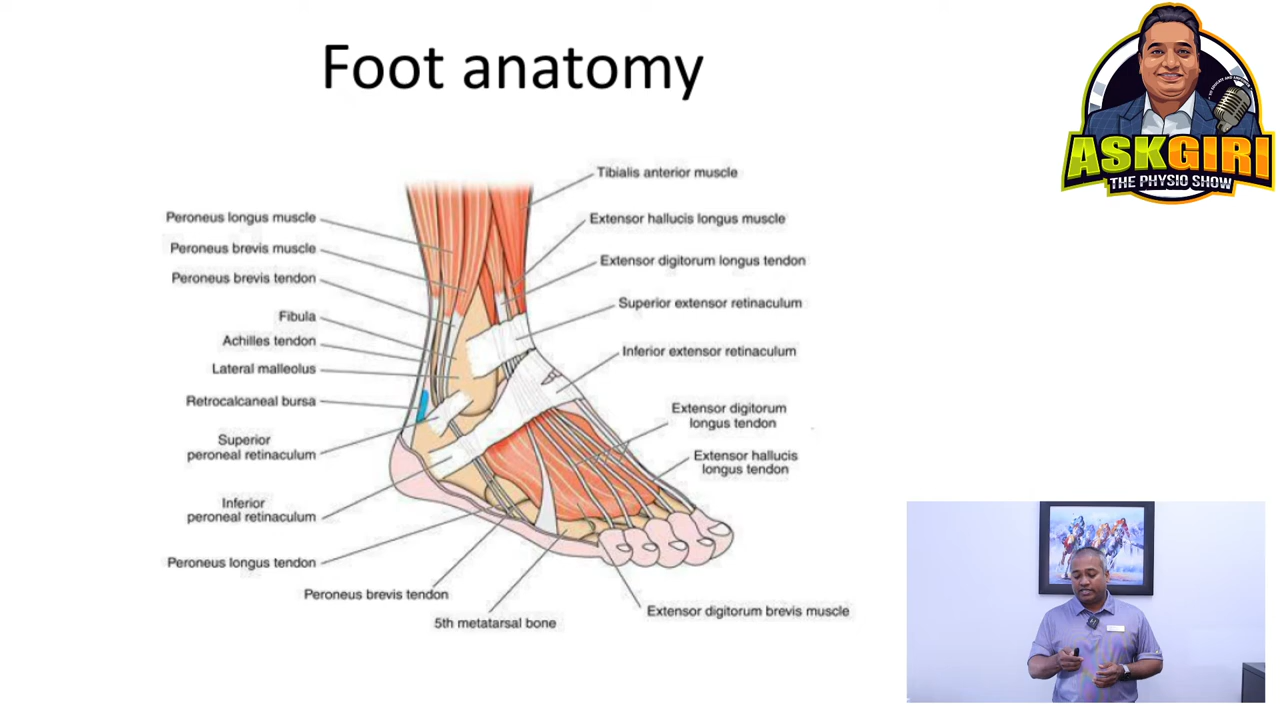 Foot anatomy
ASKGIRI
THE PHYSIO SHOW
Tibialis anterior muscle
Peroneus longus muscle
Extensor hallucis longus muscle
Peroneus brevis muscle
Extensor digitorum longus tendon
Peroneus brevis tendon
Superior extensor retinaculum
Fibula
Achilles tendon
Inferior extensor retinaculum
Lateral malleolus
Retrocalcaneal bursa
Extensor digitorum
longus tendon
Superior
peroneal retinaculum
Extensor hallucis
longus tendon
Inferior
peroneal retinaculum
Peroneus longus tendon
Peroneus brevis tendon
Extensor digitorum brevis muscle
5th metatarsal bone